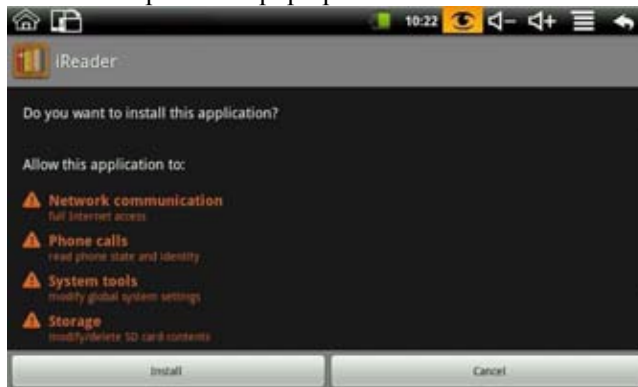 10:22
iReader
Do you want to install this application?
Allow this application to:
Network communication
full Internet access
Phone calls
read phone state and identity
System tools
modify global system settings
Storage
modify/delete SD card contents
Install
Cancel